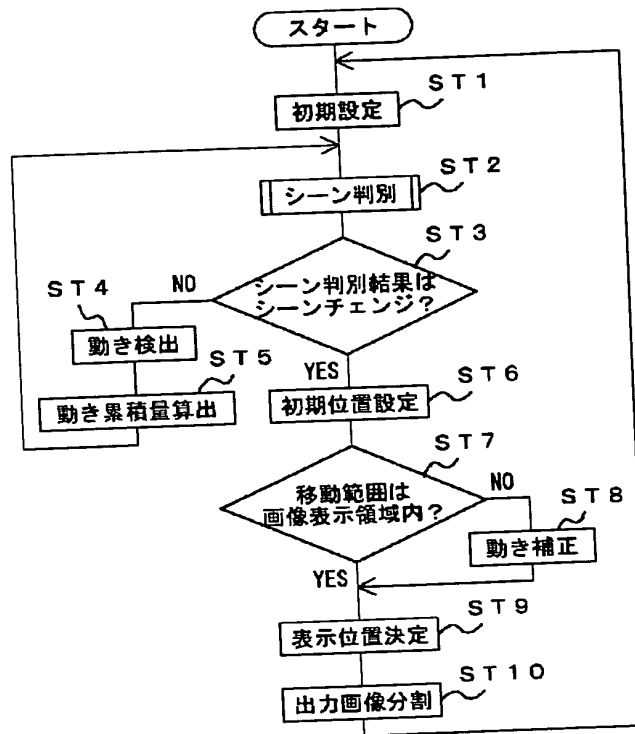 スタート
ST1
初期設定
ST2
シーン判別
ST3
シーン判別結果は
シーンチェンジ?
NO
ST4
動き検出
ST5
動き累積量算出
YES
ST6
初期位置設定
ST7
移動範囲は
画像表示領域内?
NO
ST8
動き補正
YES
ST9
表示位置決定
ST10
出力画像分割